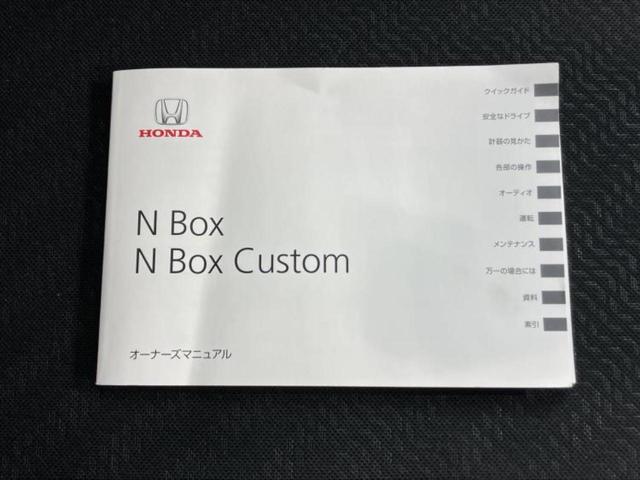 HONDA
N Box
N Box Custom
オーナーズマニュアル
クイックガイド
安全なドライブ
計器の見かた
各部の操作
オーディオ
運転
メンテナンス
万一の場合には
資料
索引